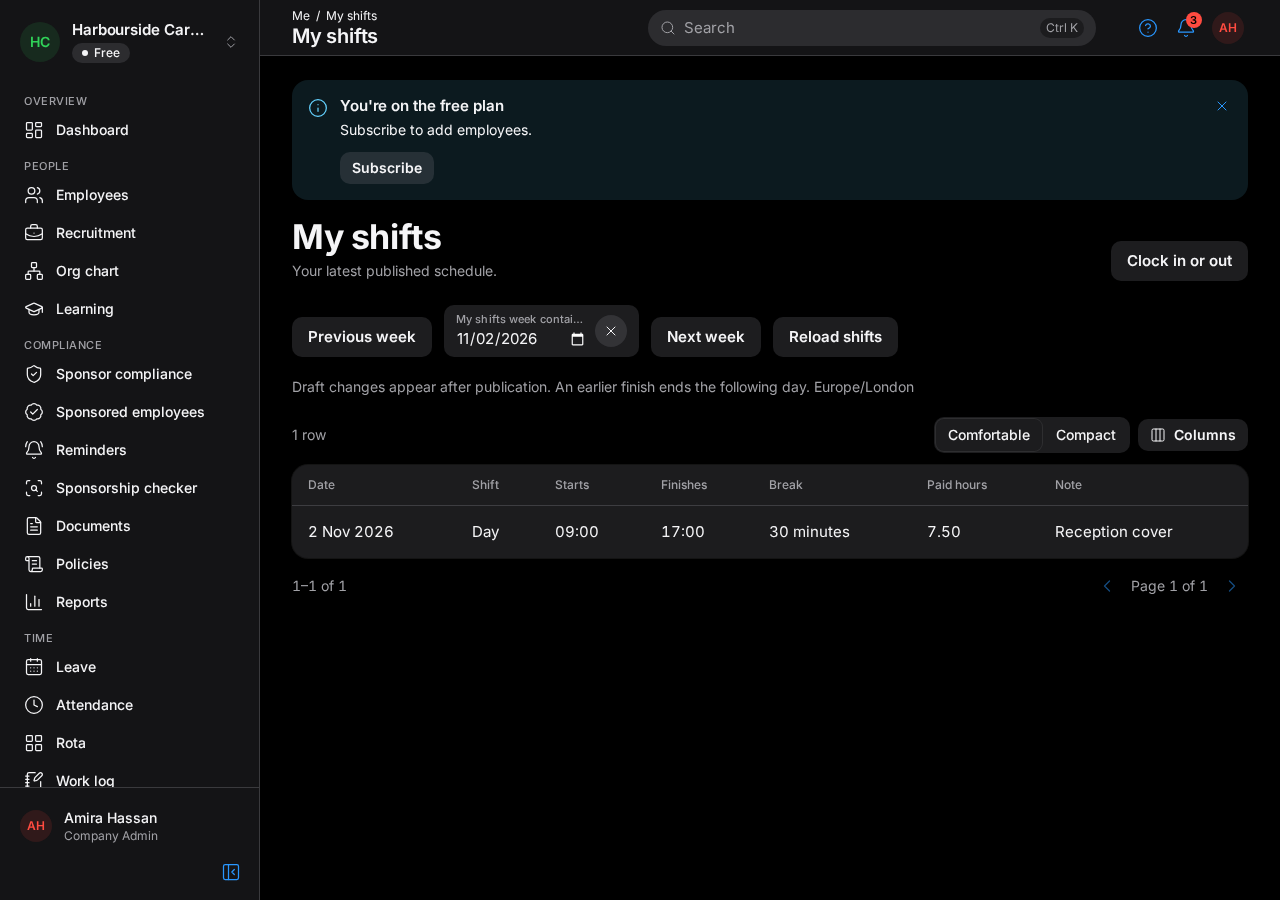 HC
Harbourside Car...
Free
OVERVIEW
Dashboard
PEOPLE
Employees
Recruitment
Org chart
Learning
COMPLIANCE
Sponsor compliance
Sponsored employees
Reminders
Sponsorship checker
Documents
Policies
Reports
TIME
Leave
Attendance
Rota
Work log
AH
Amira Hassan
Company Admin
Me / My shifts
My shifts
Search
Ctrl K
3
AH
You're on the free plan
Subscribe to add employees.
Subscribe
My shifts
Your latest published schedule.
Clock in or out
Previous week
My shifts week contai...
11/02/2026
Next week
Reload shifts
Draft changes appear after publication. An earlier finish ends the following day. Europe/London
1 row
Comfortable
Compact
Columns
Date Shift Starts Finishes Break Paid hours Note
2 Nov 2026 Day 09:00 17:00 30 minutes 7.50 Reception cover
1–1 of 1
Page 1 of 1